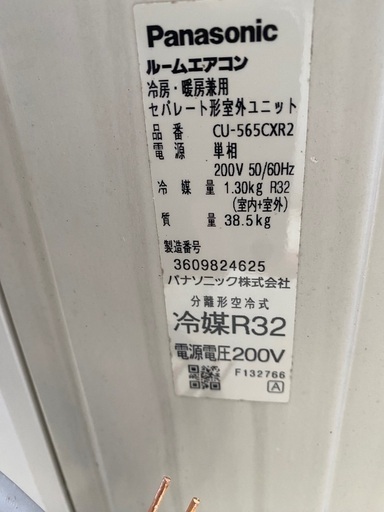 Panasonic
ルームエアコン
冷房・暖房兼用
セパレート形室外ユニット
品番 CU-565CXR2
電源 単相
200V 50/60Hz
冷媒量 1.30kg R32
(室内+室外)
質量 38.5kg
製造番号
3609824625
パナソニック株式会社
分離形空冷式
冷媒R32
電源電圧200V
F132766
A